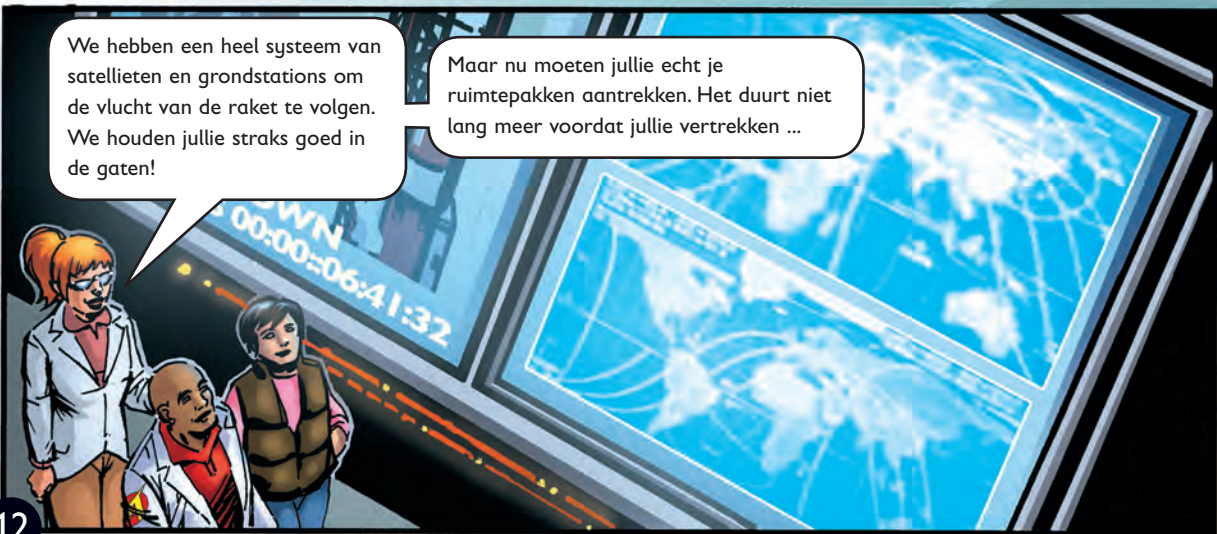 We hebben een heel systeem van
satellieten en grondstations om
de vlucht van de raket te volgen.
We houden jullie straks goed in
de gaten!
Maar nu moeten jullie echt je
ruimtepakken aantrekken. Het duurt niet
lang meer voordat jullie vertrekken ...
00:00:06:41:32
12